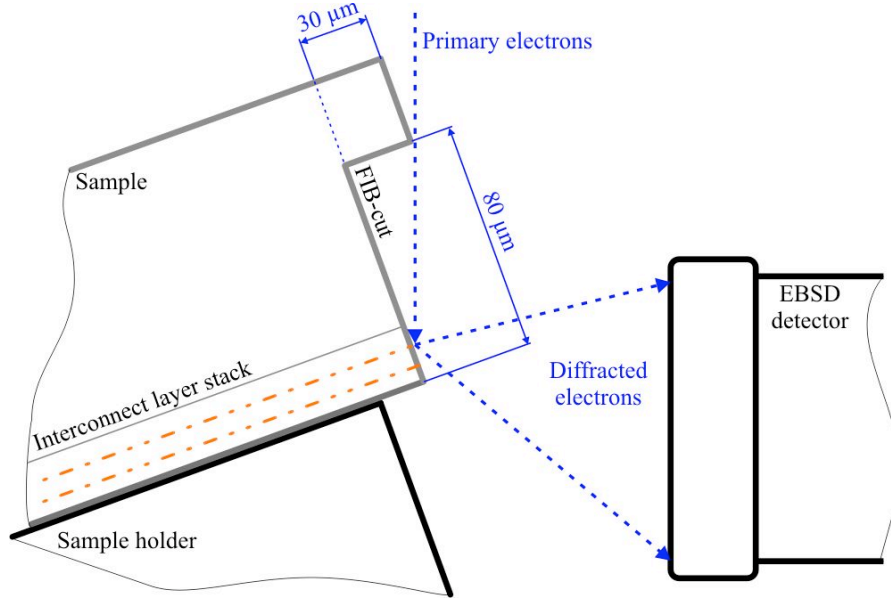 30 µm
Primary electrons
Sample
FIB-cut
80 µm
EBSD
detector
Diffracted
electrons
Interconnect layer stack
Sample holder